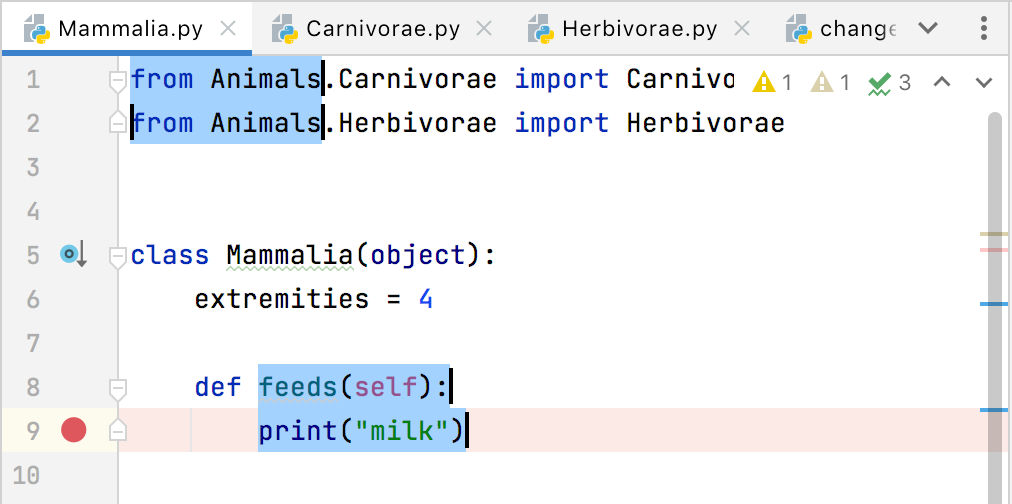 Mammalia.py Carnivorae.py Herbivorae.py change
1 from Animals.Carnivorae import Carnivo 1 1 3
2 from Animals.Herbivorae import Herbivorae
3
4
5 class Mammalia(object):
6 extremities = 4
7
8 def feeds(self):
9 print("milk")
10